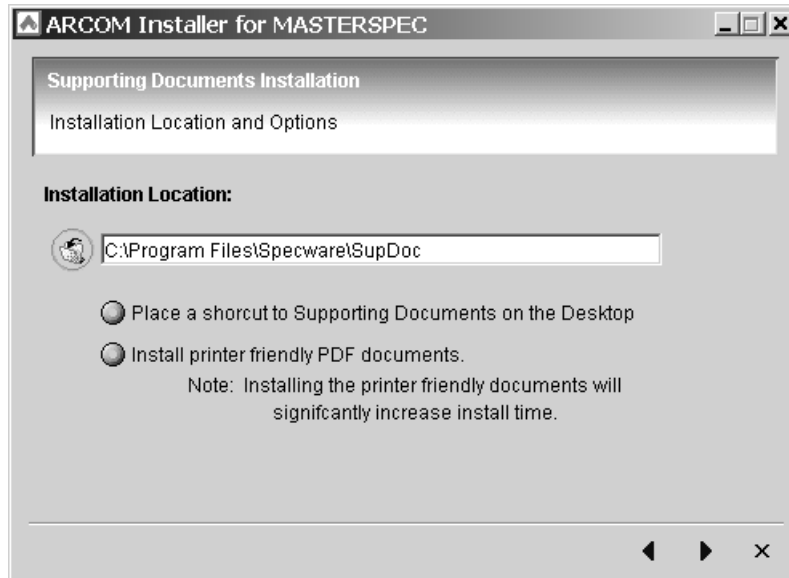 ARCOM Installer for MASTERSPEC
Supporting Documents Installation
Installation Location and Options
Installation Location:
C:\Program Files\Specware\SupDoc
Place a shorcut to Supporting Documents on the Desktop
Install printer friendly PDF documents.
Note: Installing the printer friendly documents will
signifcantly increase install time.